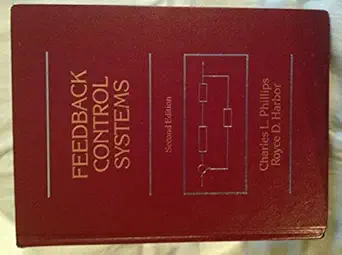 FEEDBACK
CONTROL
SYSTEMS
Second Edition
Charles L. Phillips
Royce D. Harbor